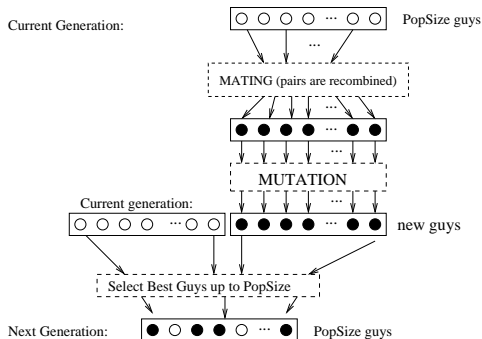 Current Generation:
PopSize guys
...
MATING (pairs are recombined)
...
...
MUTATION
...
Current generation:
...
...
new guys
Select Best Guys up to PopSize
Next Generation:
...
PopSize guys